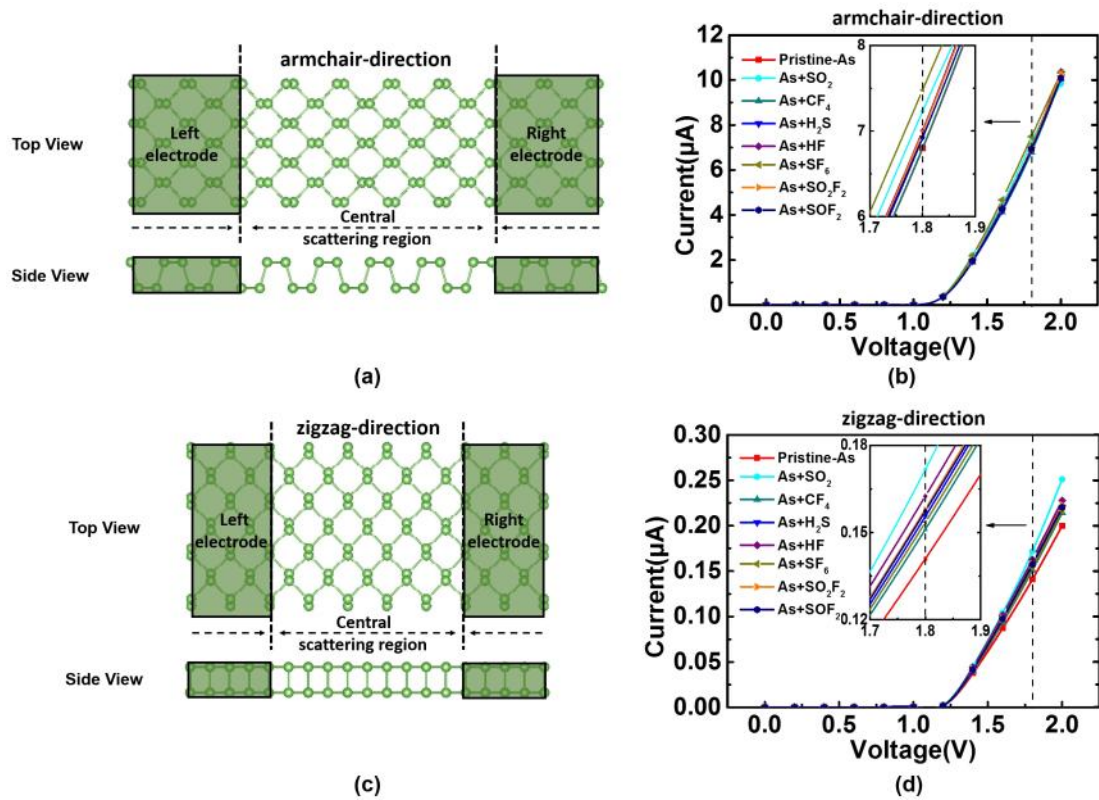 armchair-direction
Top View
Left
electrode
Right
electrode
Central
scattering region
Side View
(a)
armchair-direction
Current(μA)
12
10
8
6
4
2
0
Pristine-As
As+SO₂
As+CF₄
As+H₂S
As+HF
As+SF₆
As+SO₂F₂
As+SOF₂
8
7
6
1.7 1.8 1.9
0.0 0.5 1.0 1.5 2.0
Voltage(V)
(b)
zigzag-direction
Top View
Left
electrode
Right
electrode
Central
scattering region
Side View
(c)
zigzag-direction
Current(μA)
0.30
0.25
0.20
0.15
0.10
0.05
0.00
Pristine-As
As+SO₂
As+CF₄
As+H₂S
As+HF
As+SF₆
As+SO₂F₂
As+SOF₂
0.18
0.15
0.12
1.7 1.8 1.9
0.0 0.5 1.0 1.5 2.0
Voltage(V)
(d)